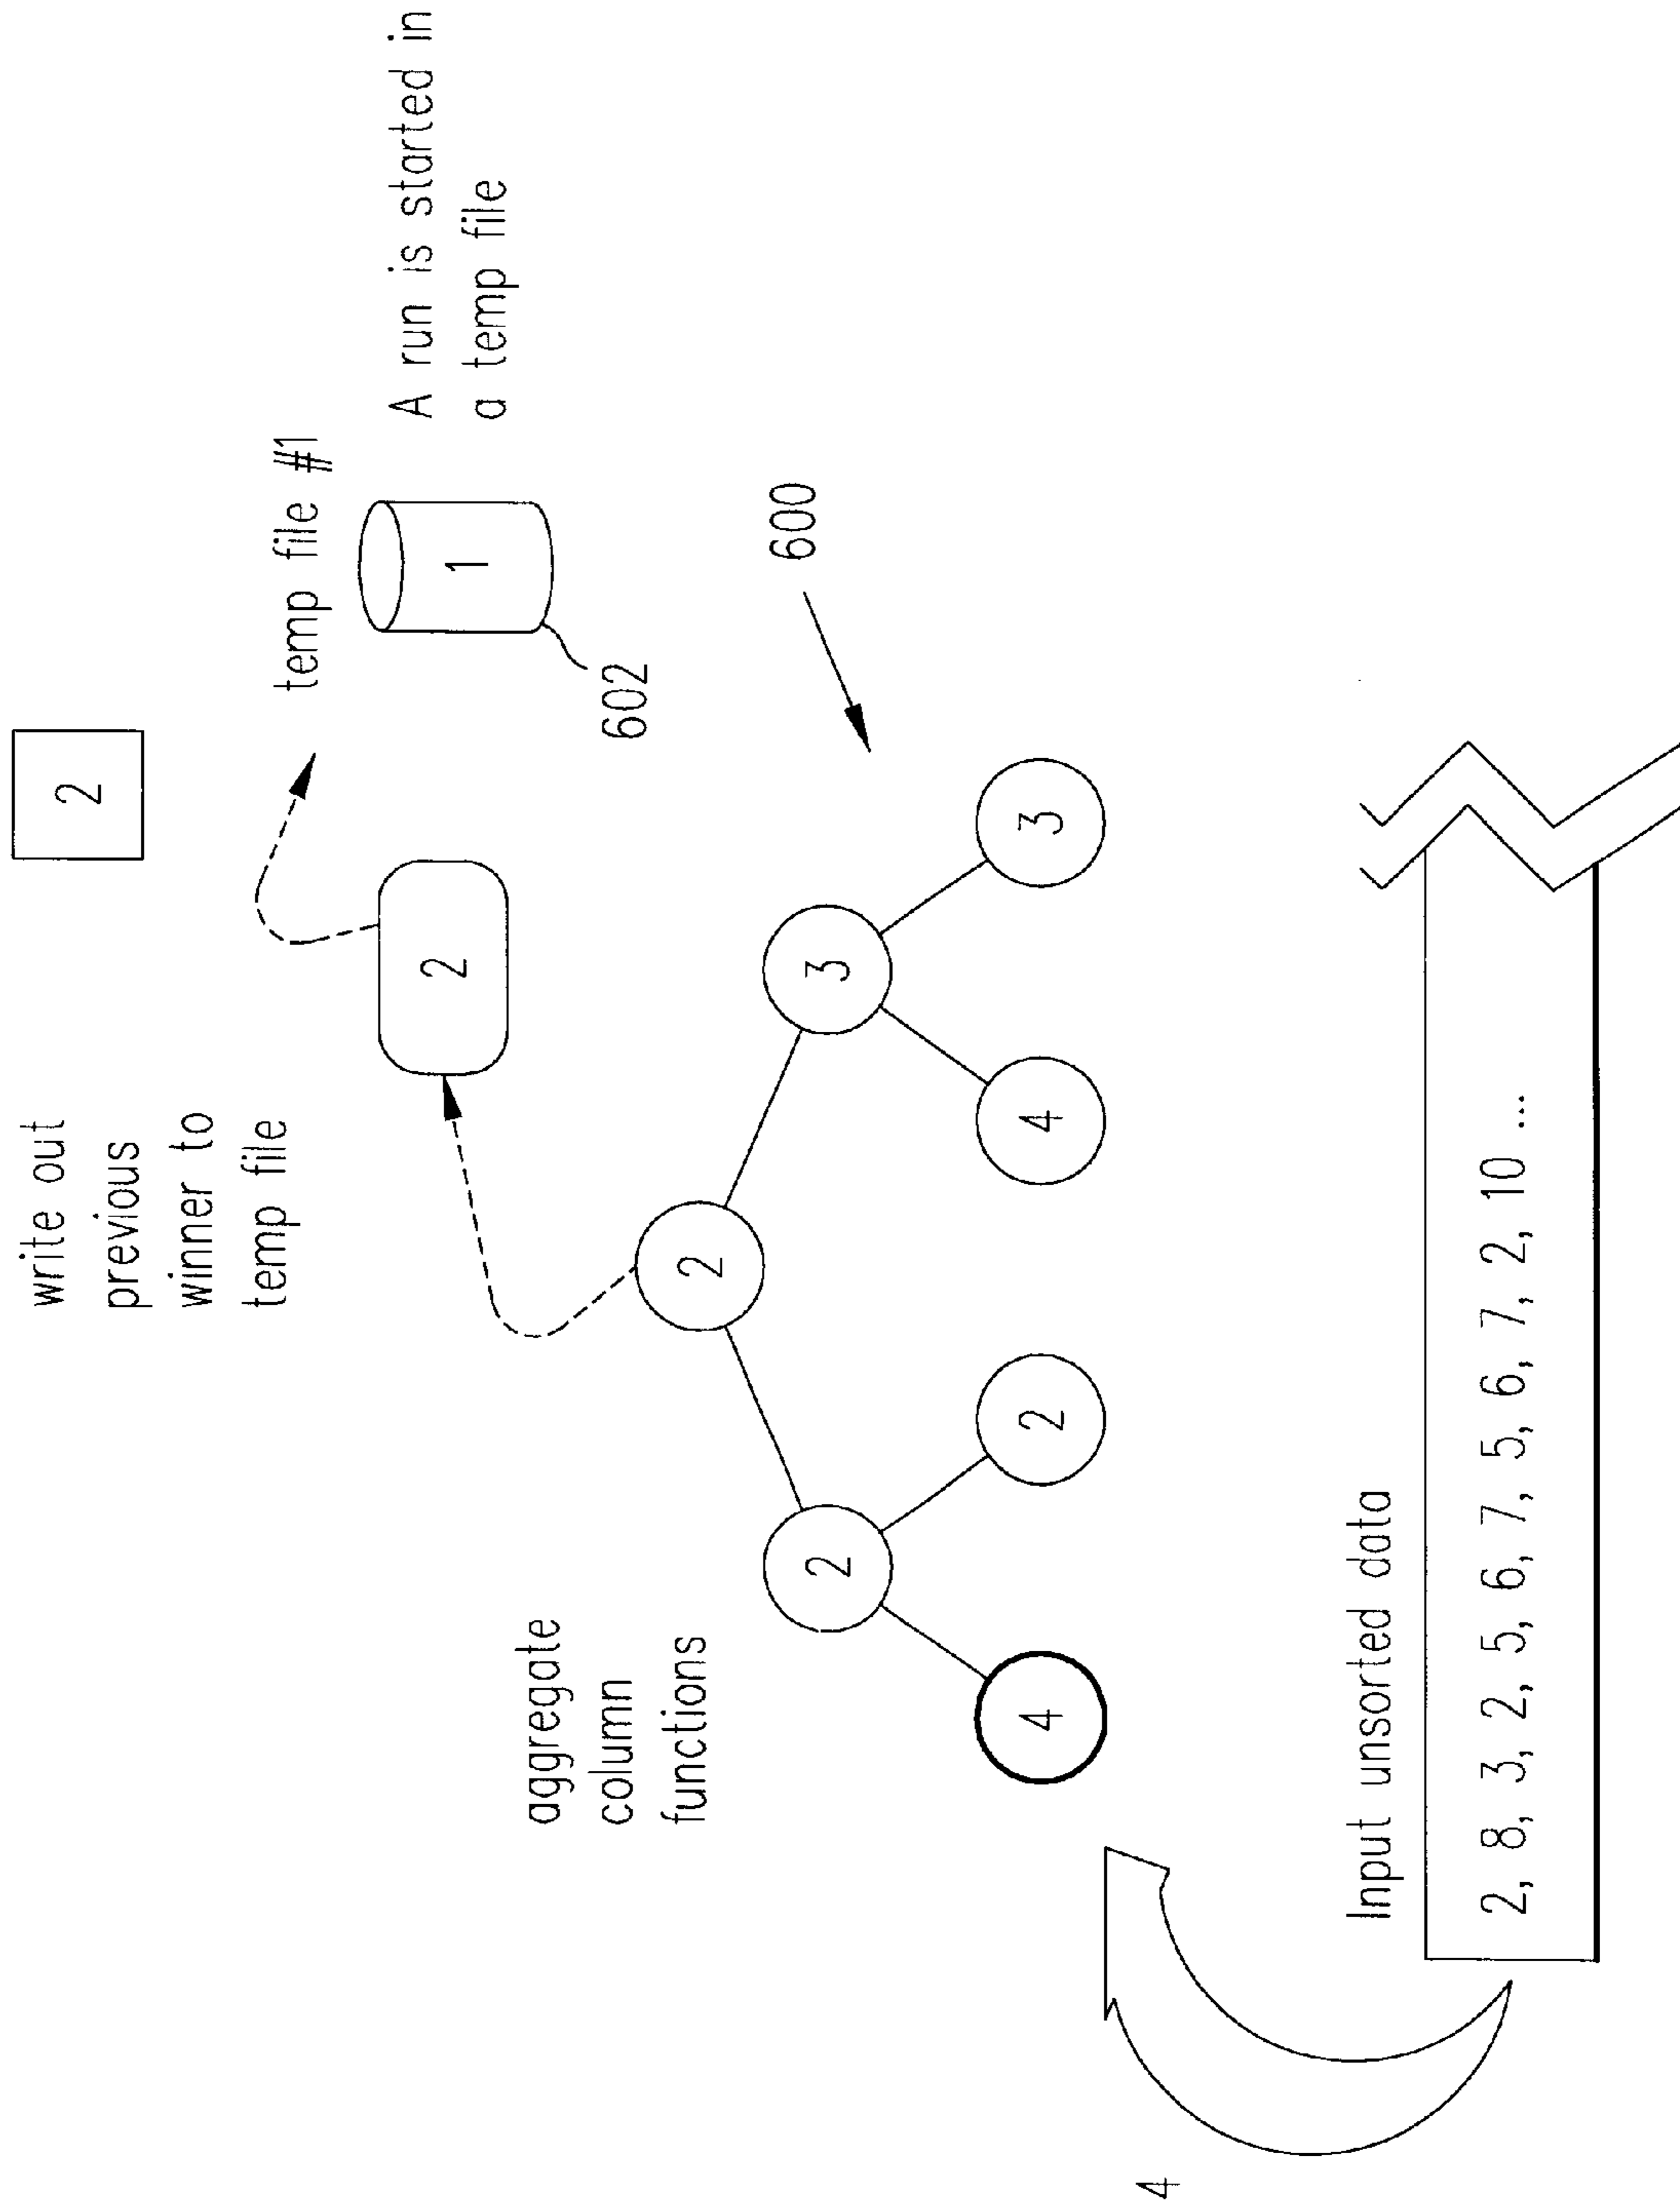 write out
previous
winner to
temp file
2
temp file #1
2
1
A run is started in
a temp file
602
600
aggregate
column
functions
2
2
3
4
2
4
3
Input unsorted data
4
2, 8, 3, 2, 5, 6, 7, 5, 6, 7, 2, 10 ...